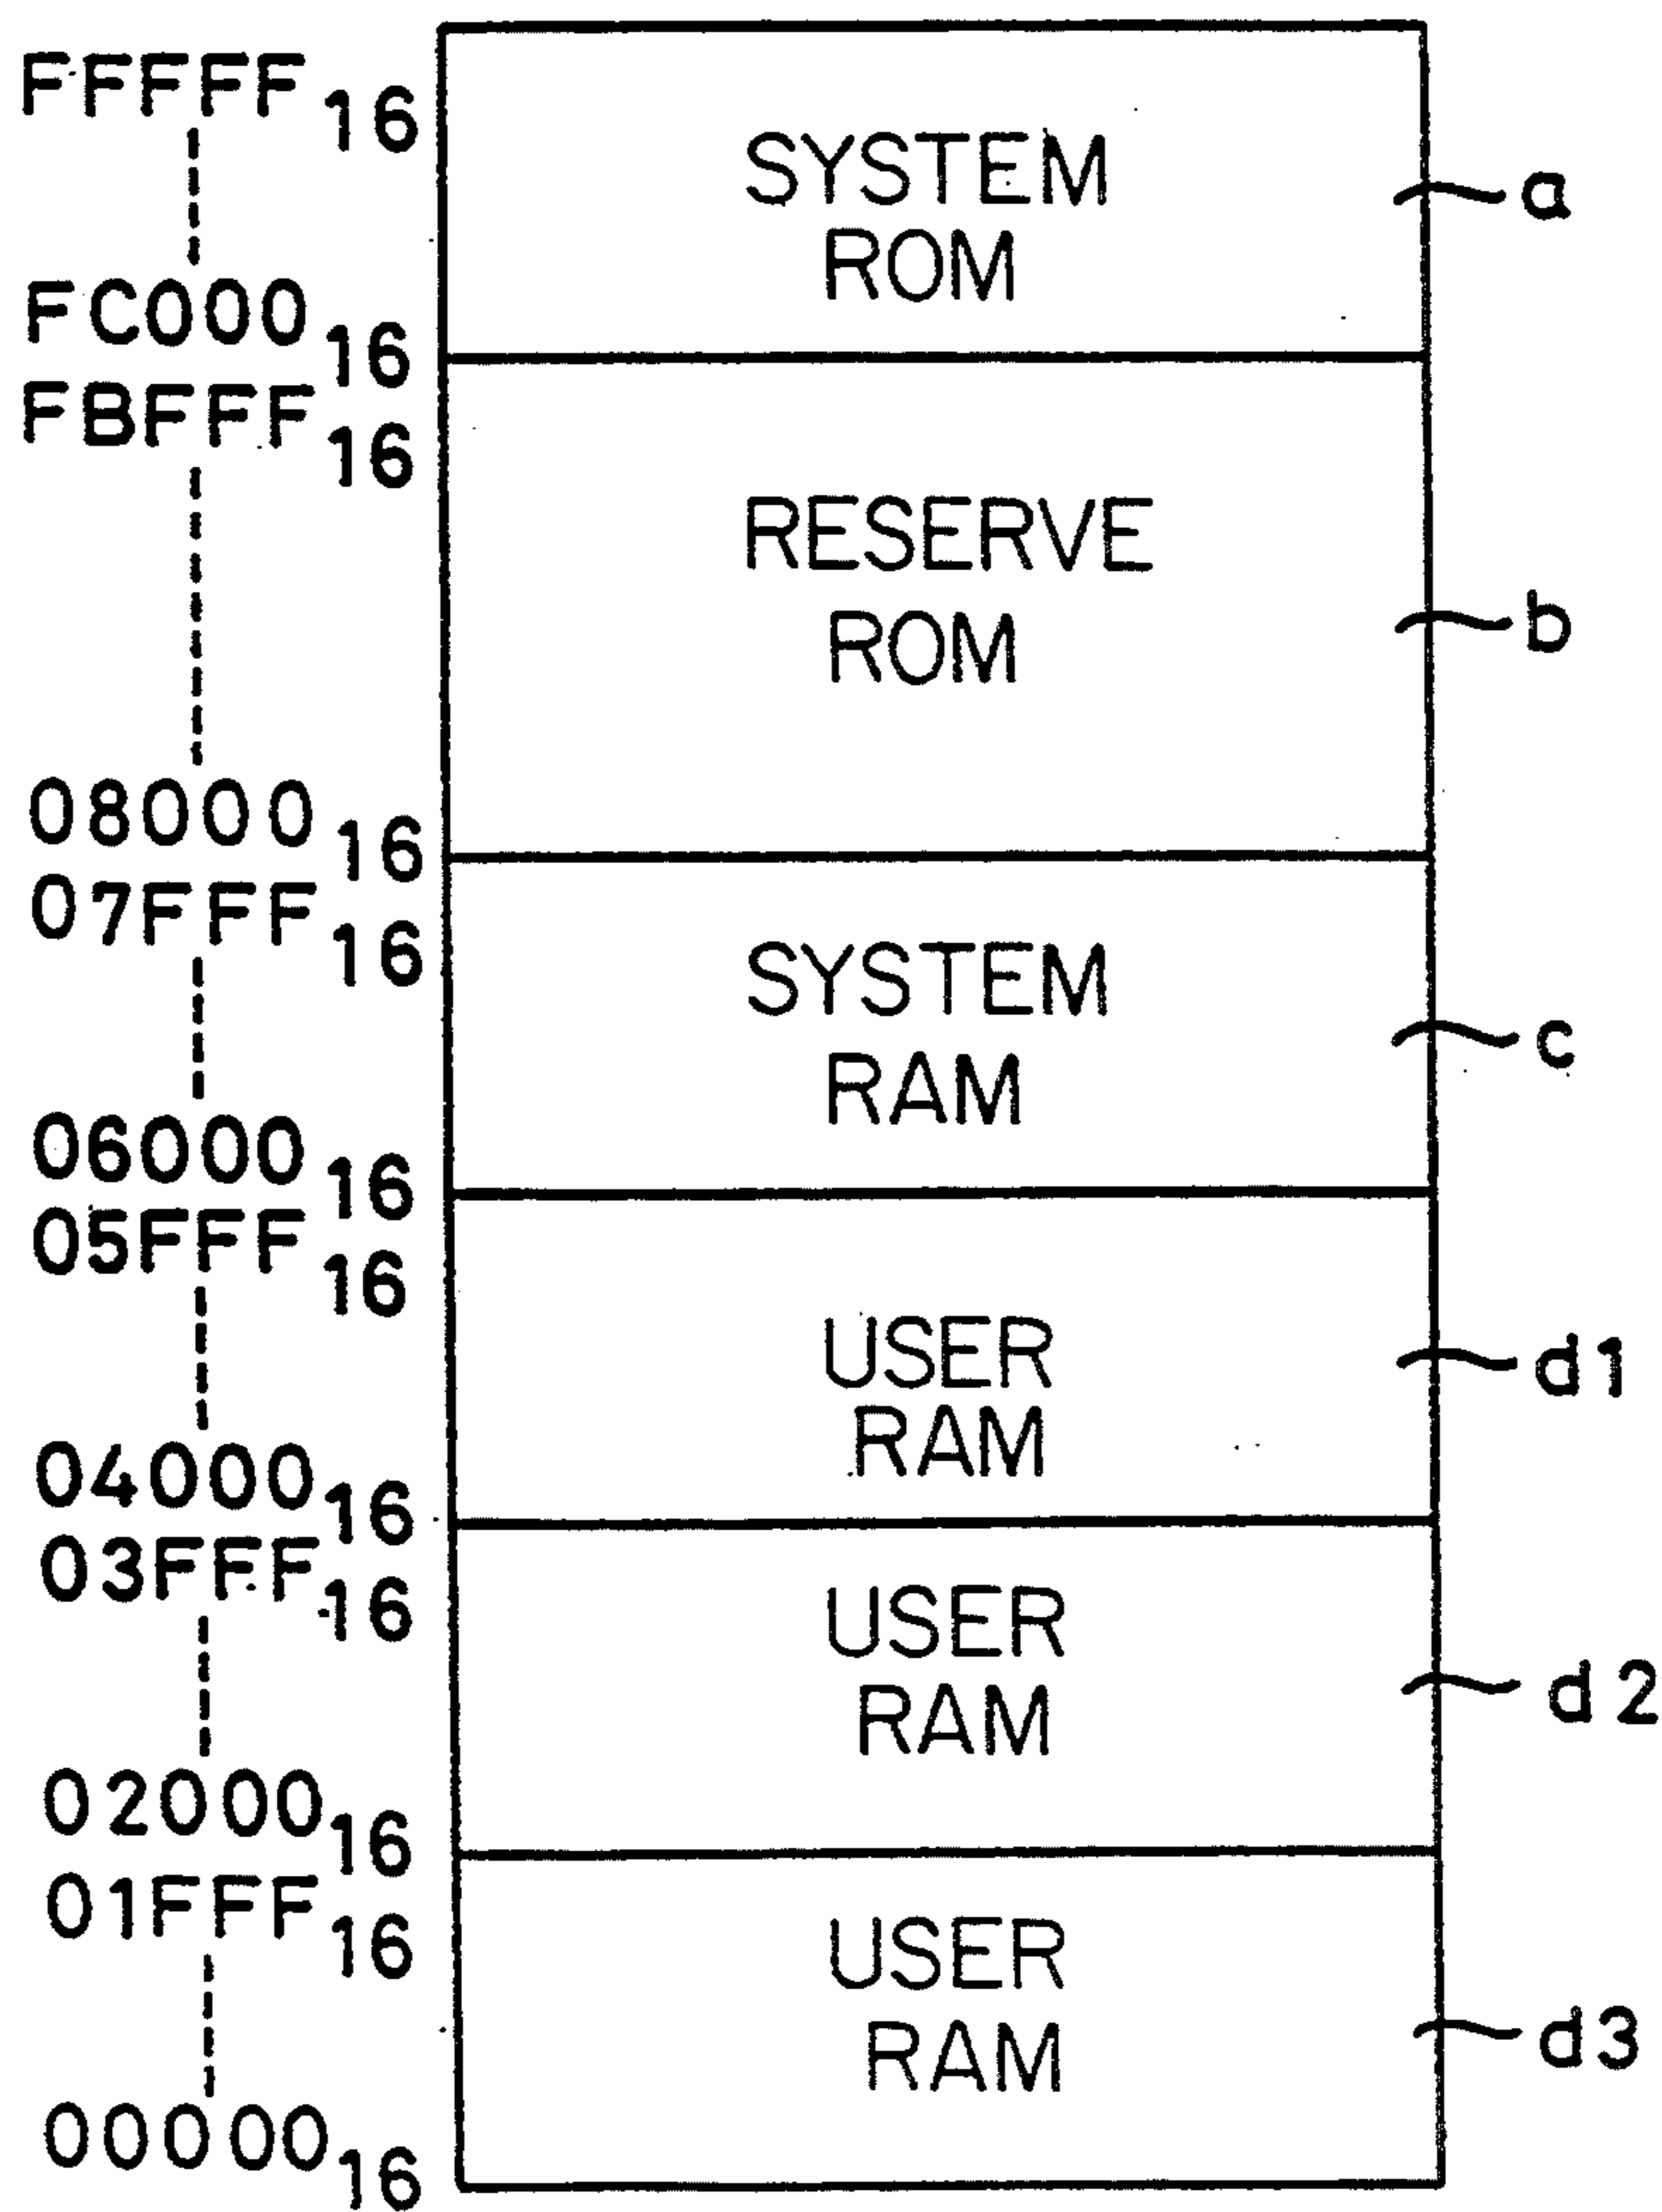 FFFFF16
SYSTEM
ROM
a
FC00016
FBFFF16
RESERVE
ROM
b
0800016
07FFF16
SYSTEM
RAM
c
0600016
05FFF16
USER
RAM
d1
0400016
03FFF16
USER
RAM
d2
0200016
01FFF16
USER
RAM
d3
0000016